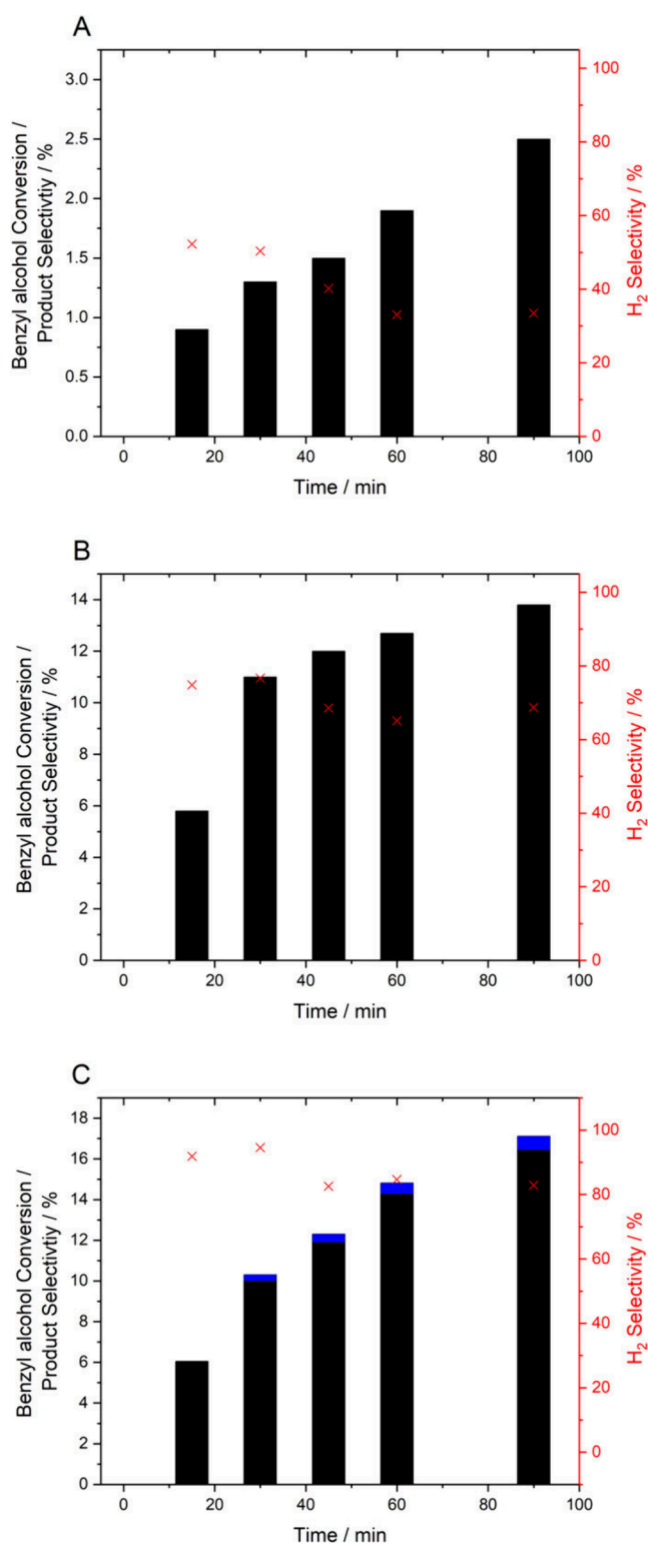 A
Benzyl alcohol Conversion /
Product Selectivtiy / %
3.0
2.5
2.0
1.5
1.0
0.5
0.0
0 20 40 60 80 100
Time / min
100
80
60
40
20
0
H₂ Selectivity / %
B
Benzyl alcohol Conversion /
Product Selectivtiy / %
14
12
10
8
6
4
2
0
0 20 40 60 80 100
Time / min
100
80
60
40
20
0
H₂ Selectivity / %
C
Benzyl alcohol Conversion /
Product Selectivtiy / %
18
16
14
12
10
8
6
4
2
0
0 20 40 60 80 100
Time / min
100
80
60
40
20
0
H₂ Selectivity / %